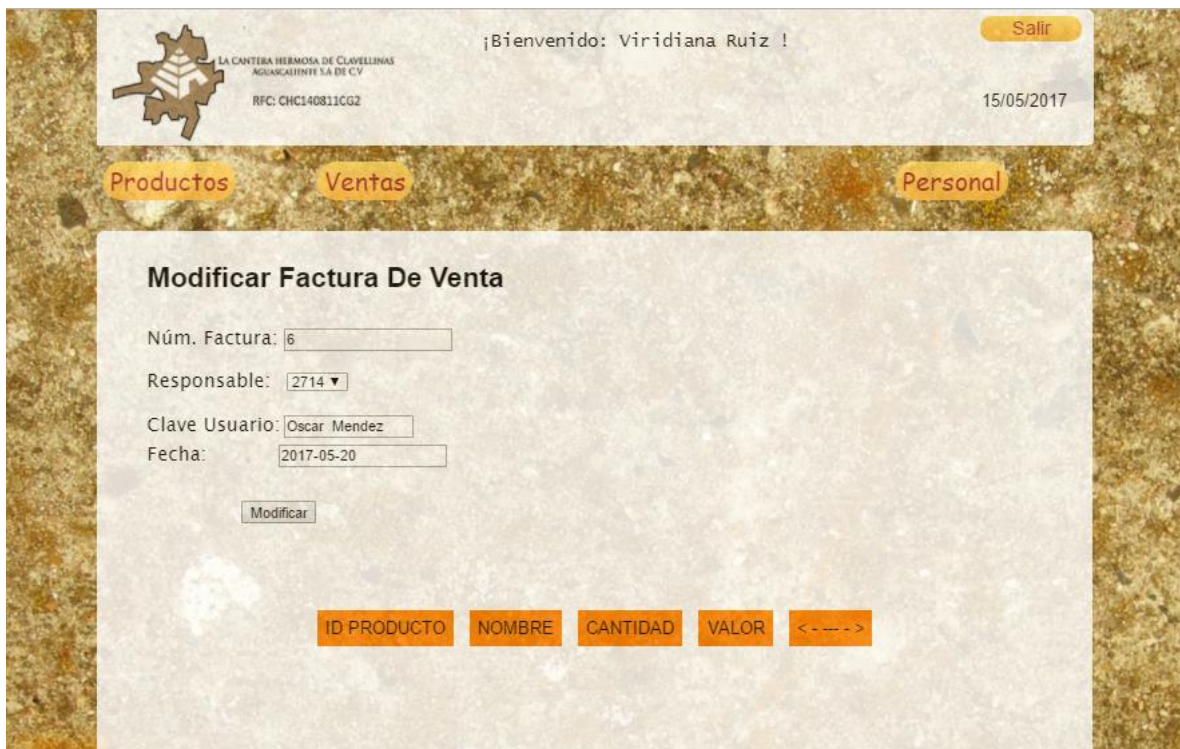 ¡Bienvenido: Viridiana Ruiz !
Salir
LA CANTERA HERMOSA DE CLAVELLINAS
AGUASCALIENTE S.A DE C.V
RFC: CHC140811CG2
15/05/2017
Productos
Ventas
Personal
Modificar Factura De Venta
Núm. Factura: 6
Responsable: 2714 ▼
Clave Usuario: Oscar Mendez
Fecha: 2017-05-20
Modificar
ID PRODUCTO NOMBRE CANTIDAD VALOR < - --- - >